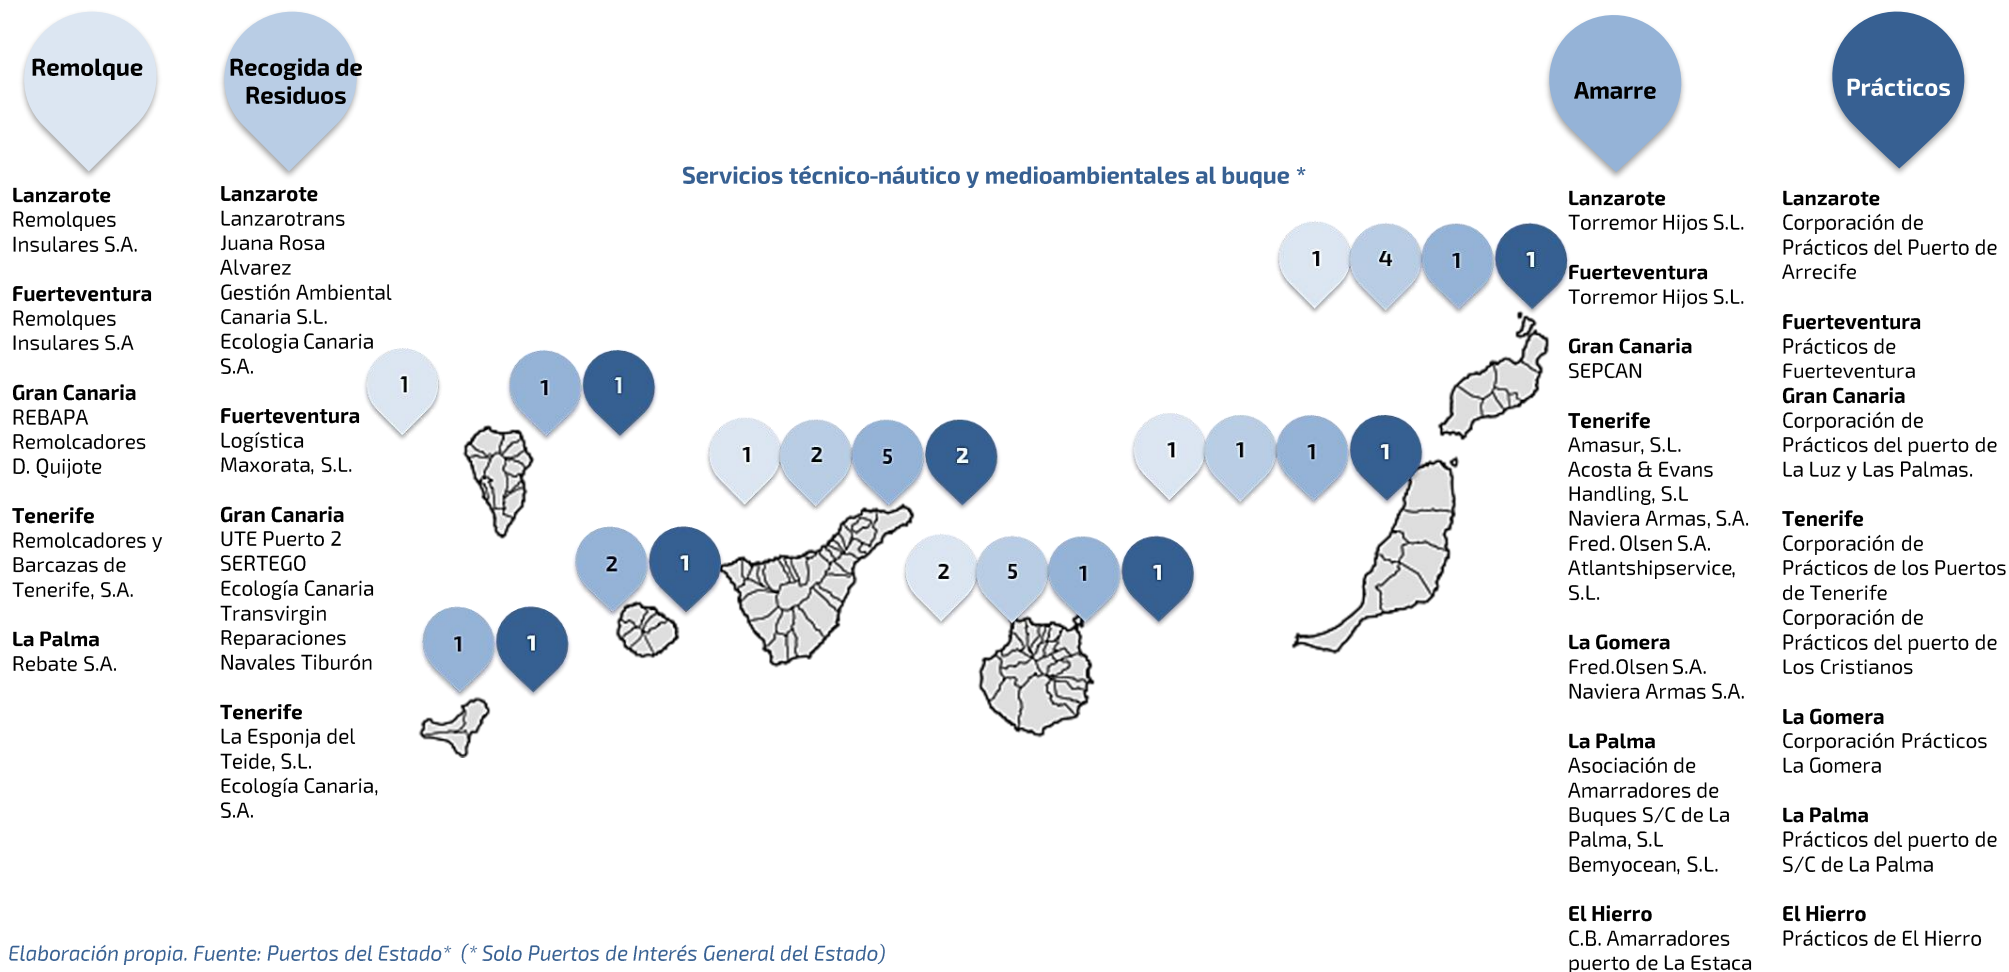 Remolque
Lanzarote
Remolques
Insulares S.A.
Fuerteventura
Remolques
Insulares S.A
Gran Canaria
REBAPA
Remolcadores
D. Quijote
Tenerife
Remolcadores y
Barcazas de
Tenerife, S.A.
La Palma
Rebate S.A.
Recogida de
Residuos
Lanzarote
Lanzarotrans
Juana Rosa
Alvarez
Gestión Ambiental
Canaria S.L.
Ecologia Canaria
S.A.
Fuerteventura
Logística
Maxorata, S.L.
Gran Canaria
UTE Puerto 2
SERTEGO
Ecología Canaria
Transvirgin
Reparaciones
Navales Tiburón
Tenerife
La Esponja del
Teide, S.L.
Ecología Canaria,
S.A.
Servicios técnico-náutico y medioambientales al buque *
1 4 1 1
1 1 1
1 2 5 2
1 1 1 1
2 1
2 5 1 1
1 1
Amarre
Lanzarote
Torremor Hijos S.L.
Fuerteventura
Torremor Hijos S.L.
Gran Canaria
SEPCAN
Tenerife
Amasur, S.L.
Acosta & Evans
Handling, S.L
Naviera Armas, S.A.
Fred. Olsen S.A.
Atlantshipservice,
S.L.
La Gomera
Fred.Olsen S.A.
Naviera Armas S.A.
La Palma
Asociación de
Amarradores de
Buques S/C de La
Palma, S.L
Bemyocean, S.L.
El Hierro
C.B. Amarradores
puerto de La Estaca
Prácticos
Lanzarote
Corporación de
Prácticos del Puerto de
Arrecife
Fuerteventura
Prácticos de
Fuerteventura
Gran Canaria
Corporación de
Prácticos del puerto de
La Luz y Las Palmas.
Tenerife
Corporación de
Prácticos de los Puertos
de Tenerife
Corporación de
Prácticos del puerto de
Los Cristianos
La Gomera
Corporación Prácticos
La Gomera
La Palma
Prácticos del puerto de
S/C de La Palma
El Hierro
Prácticos de El Hierro
Elaboración propia. Fuente: Puertos del Estado* (* Solo Puertos de Interés General del Estado)